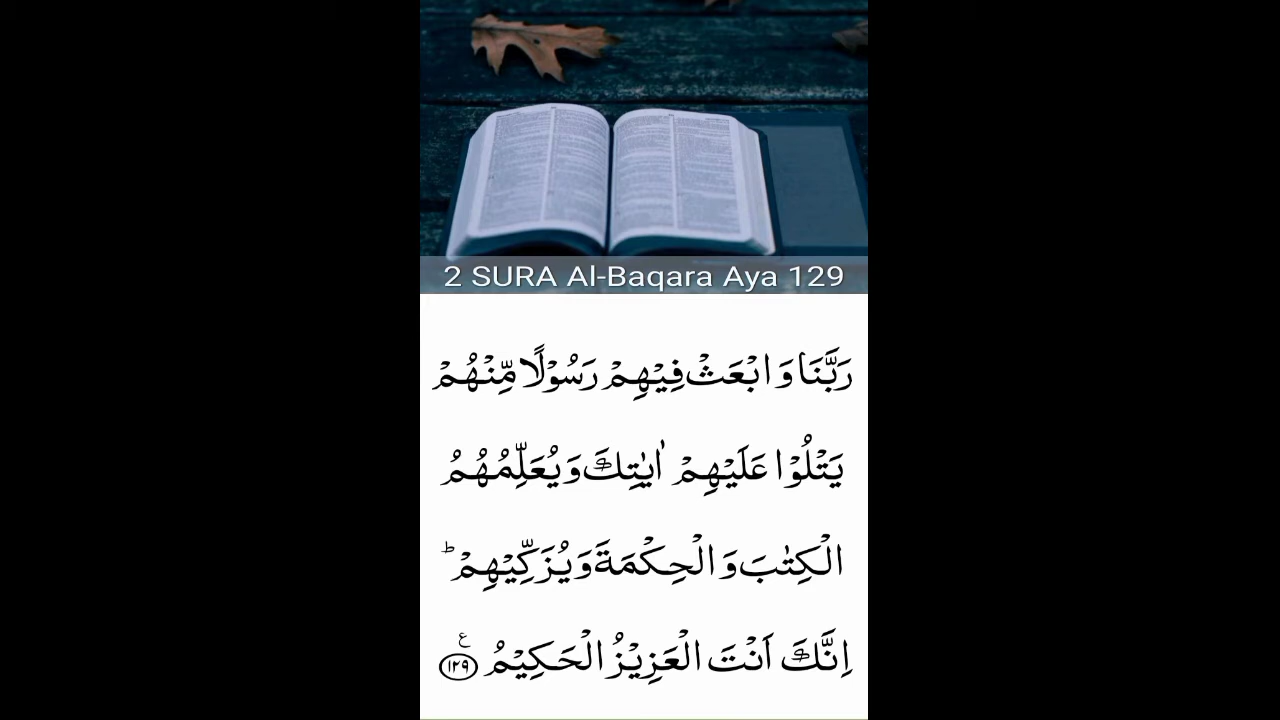 2 SURA Al-Baqara Aya 129
رَبَّنَا وَ ابْعَثْ فِيْهِمْ رَسُوْلًا مِّنْهُمْ
يَتْلُوْا عَلَيْهِمْ اٰيٰتِكَ وَ يُعَلِّمُهُمُ
الْكِتٰبَ وَ الْحِكْمَةَ وَ يُزَكِّيْهِمْ ؕ
اِنَّكَ اَنْتَ الْعَزِيْزُ الْحَكِيْمُ ع ١٢٩